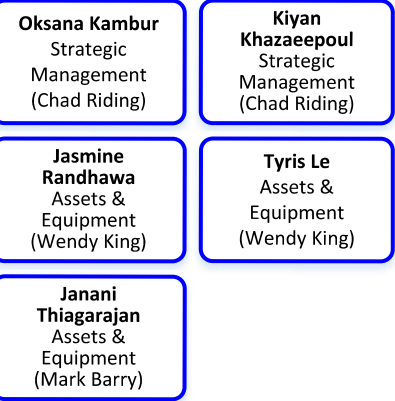 Oksana Kambur
Strategic
Management
(Chad Riding)
Kiyan
Khazaeepoul
Strategic
Management
(Chad Riding)
Jasmine
Randhawa
Assets &
Equipment
(Wendy King)
Tyris Le
Assets &
Equipment
(Wendy King)
Janani
Thiagarajan
Assets &
Equipment
(Mark Barry)